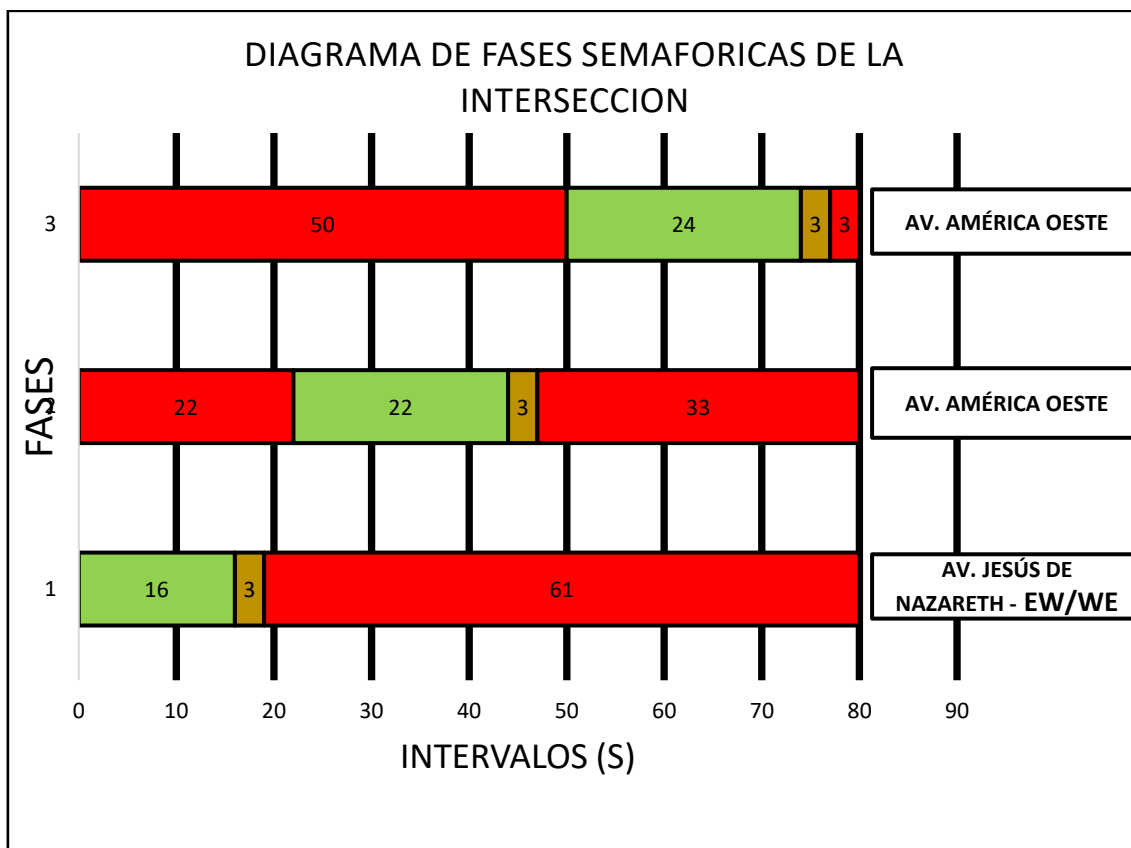 DIAGRAMA DE FASES SEMAFORICAS DE LA
INTERSECCION
3
50
24
3
3
AV. AMÉRICA OESTE
FASES
2
22
22
3
33
AV. AMÉRICA OESTE
1
16
3
61
AV. JESÚS DE
NAZARETH - EW/WE
0 10 20 30 40 50 60 70 80 90
INTERVALOS (S)